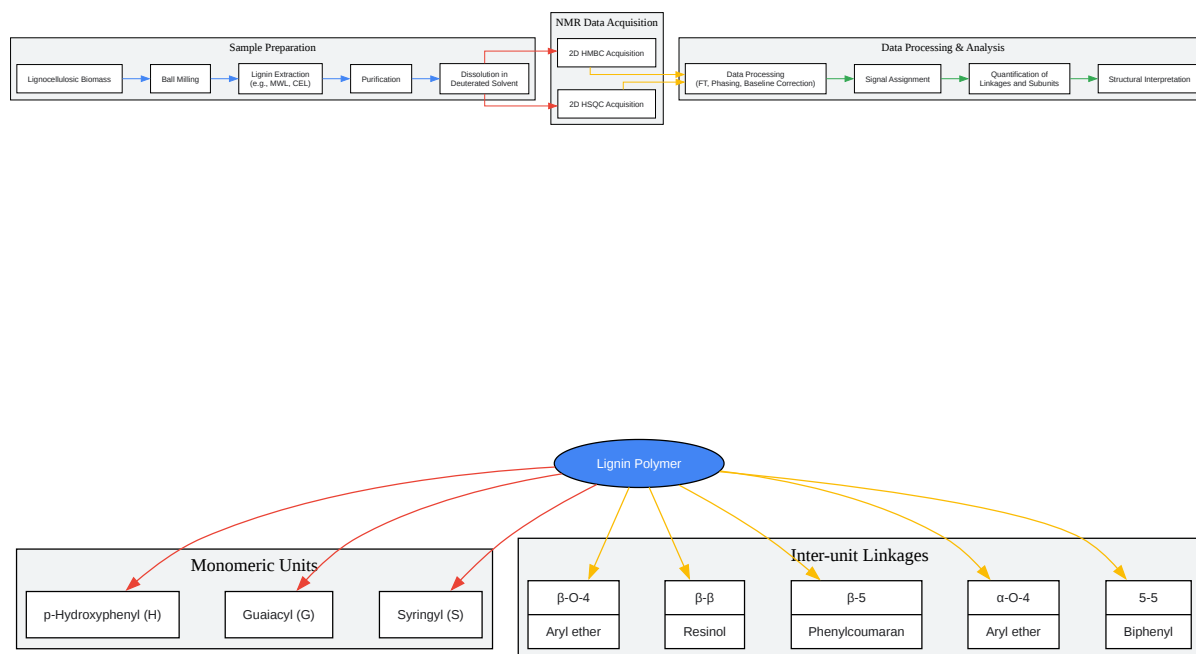 NMR Data Acquisition
Sample Preparation
Data Processing & Analysis
Lignocellulosic Biomass
Ball Milling
Lignin Extraction
(e.g., MWL, CEL)
Purification
Dissolution in
Deuterated Solvent
2D HMBC Acquisition
2D HSQC Acquisition
Data Processing
(FT, Phasing, Baseline Correction)
Signal Assignment
Quantification of
Linkages and Subunits
Structural Interpretation
Lignin Polymer
Monomeric Units
p-Hydroxyphenyl (H)
Guaiacyl (G)
Syringyl (S)
Inter-unit Linkages
β-O-4
Aryl ether
β-β
Resinol
β-5
Phenylcoumaran
α-O-4
Aryl ether
5-5
Biphenyl